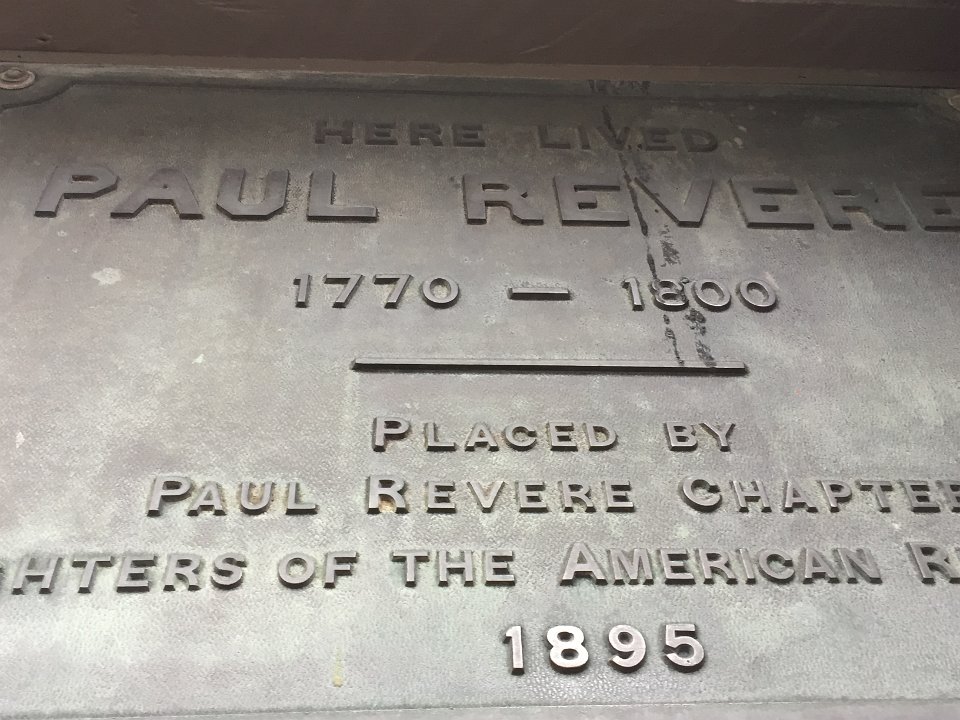 HERE LIVED
PAUL REVERE
1770 – 1800
PLACED BY
PAUL REVERE CHAPTER
GHTERS OF THE AMERICAN R
1895